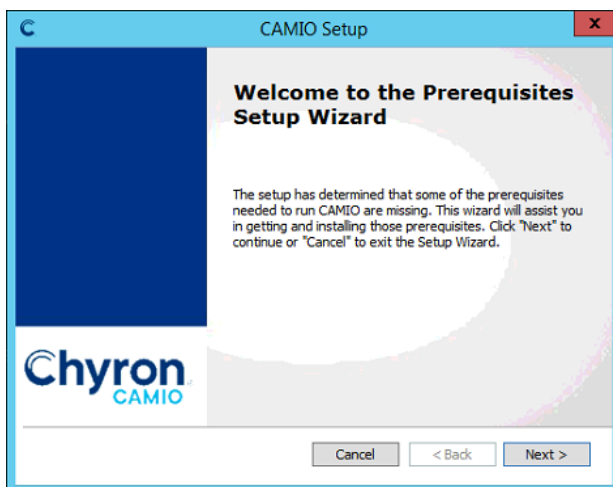 CAMIO Setup
Welcome to the Prerequisites
Setup Wizard
The setup has determined that some of the prerequisites
needed to run CAMIO are missing. This wizard will assist you
in getting and installing those prerequisites. Click "Next" to
continue or "Cancel" to exit the Setup Wizard.
Chyron
CAMIO
Cancel
< Back
Next >